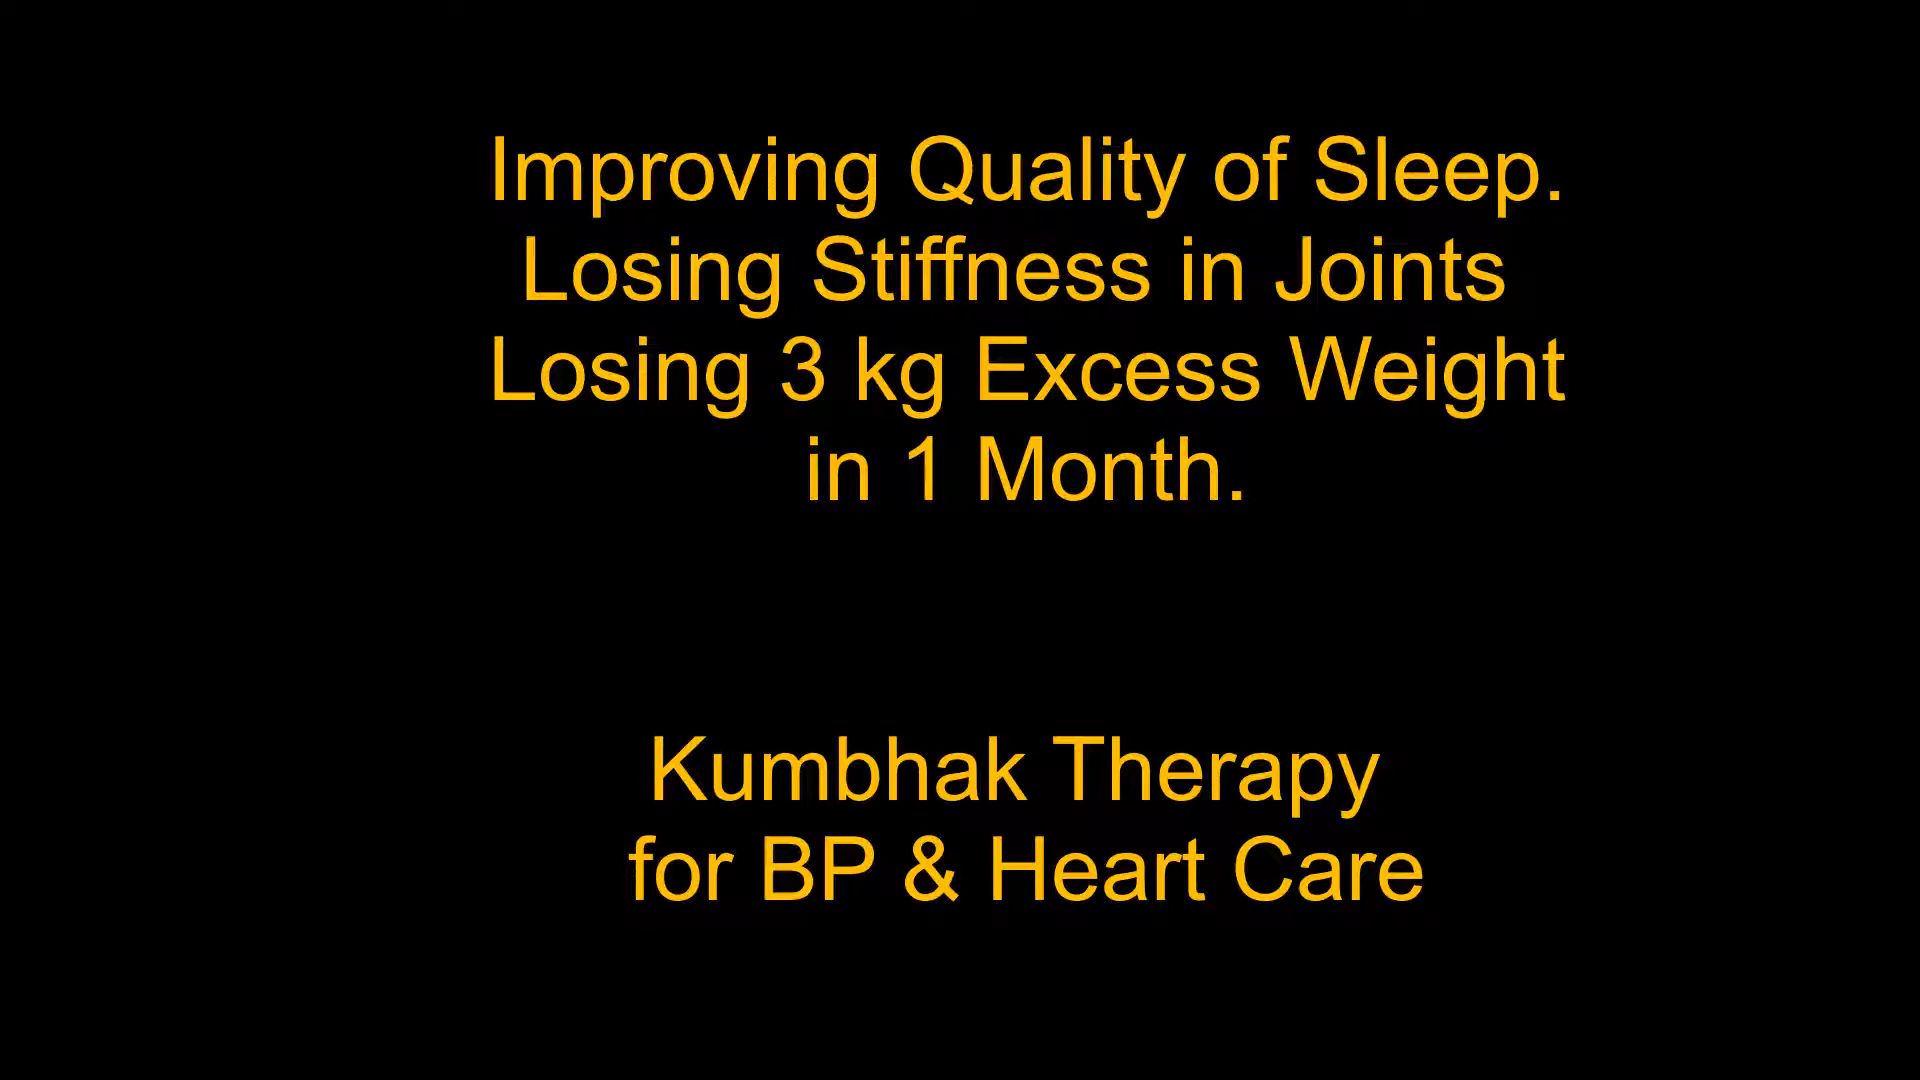 Improving Quality of Sleep.
Losing Stiffness in Joints
Losing 3 kg Excess Weight
in 1 Month.
Kumbhak Therapy
for BP & Heart Care